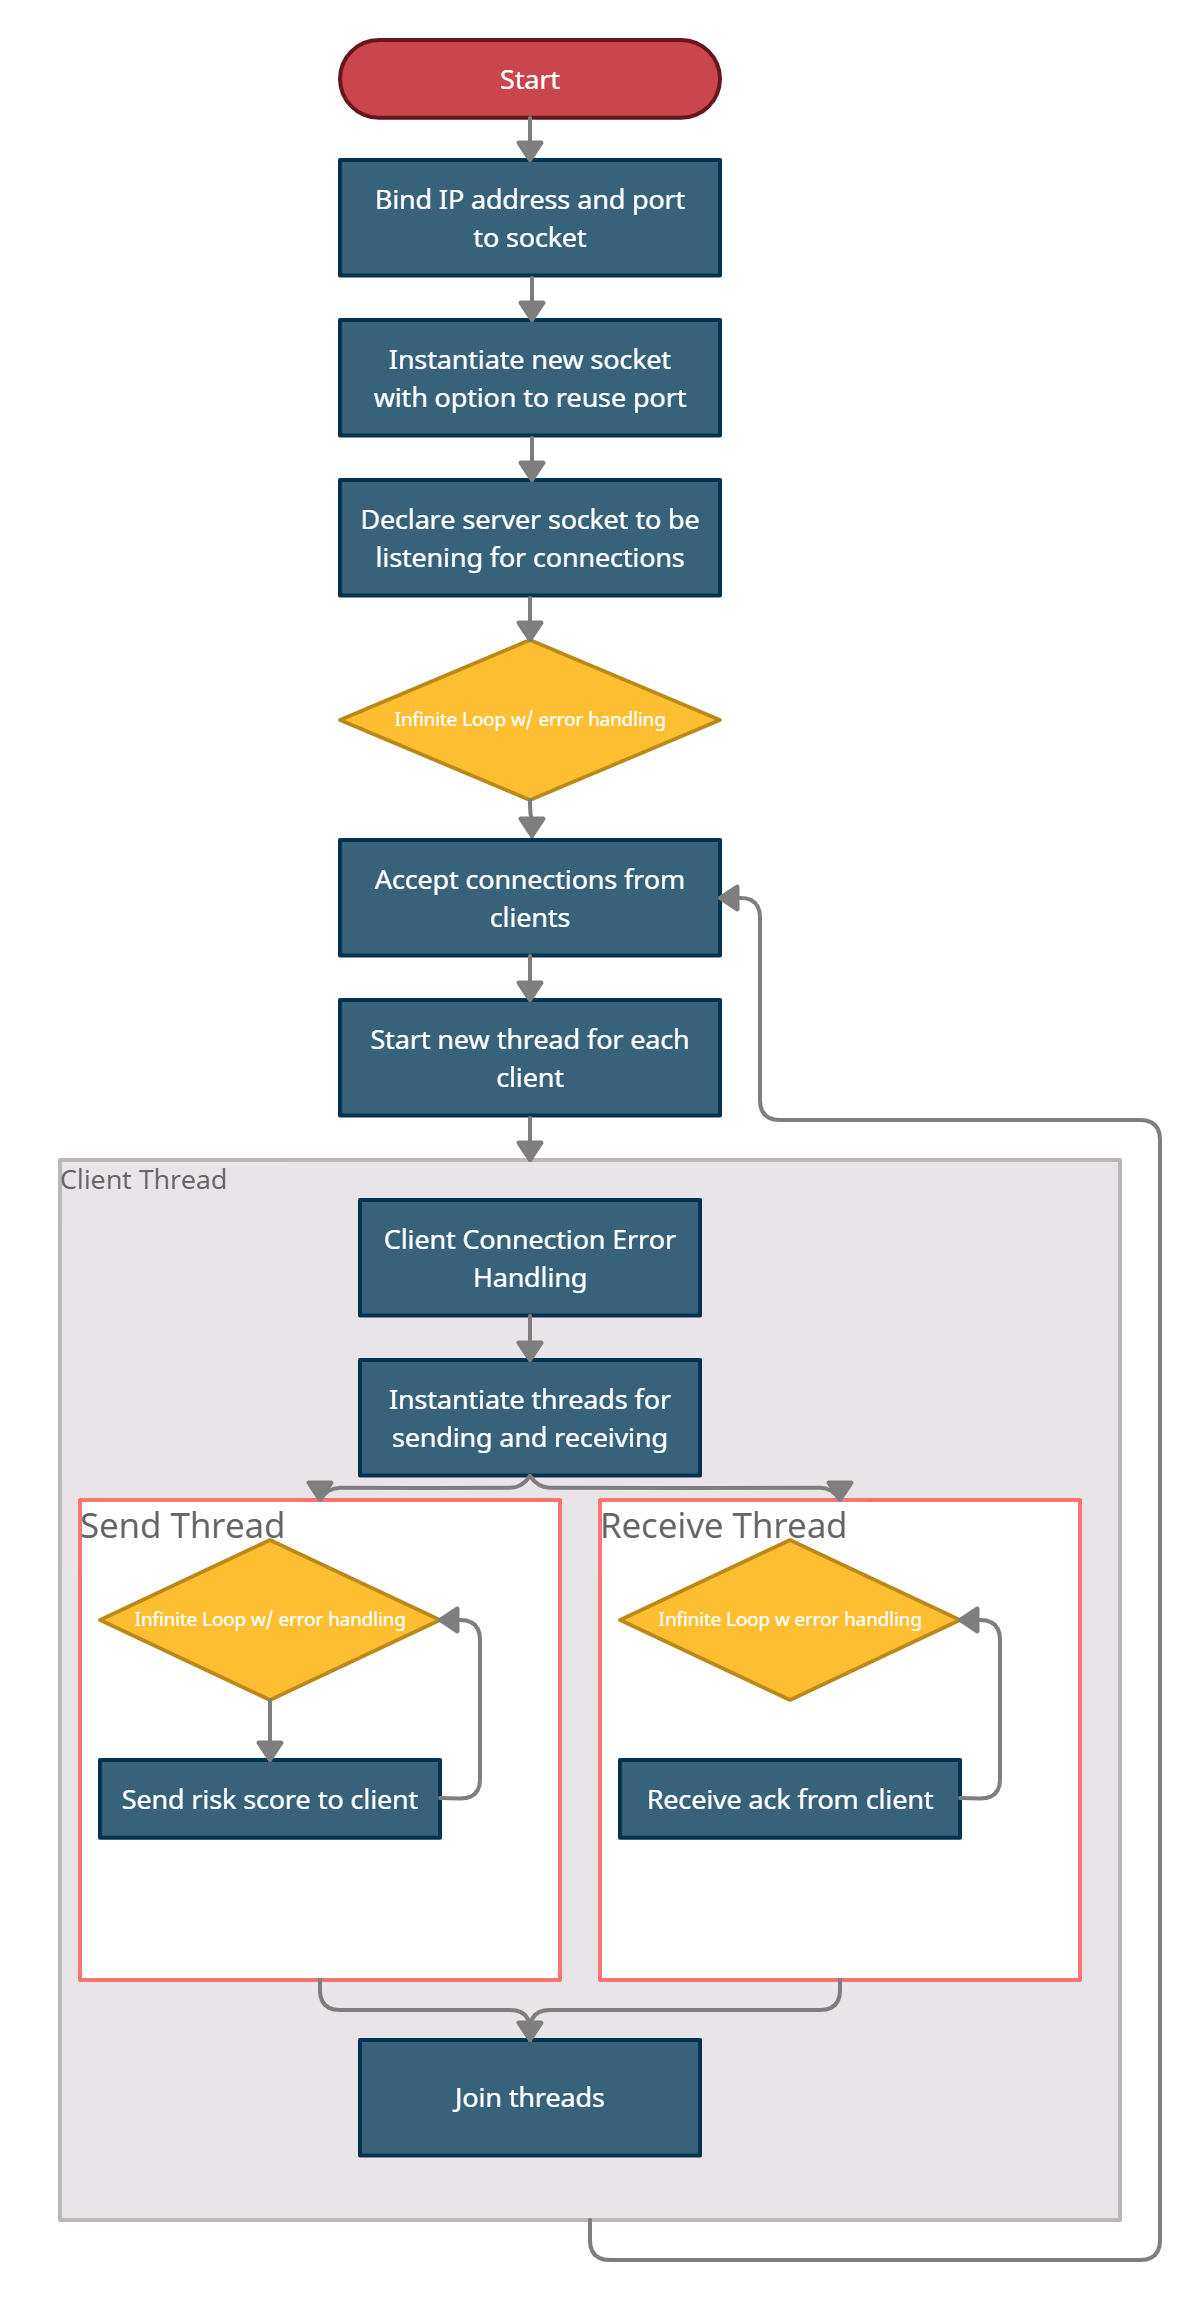 Start
Bind IP address and port
to socket
Instantiate new socket
with option to reuse port
Declare server socket to be
listening for connections
Infinite Loop w/ error handling
Accept connections from
clients
Start new thread for each
client
Client Thread
Client Connection Error
Handling
Instantiate threads for
sending and receiving
Send Thread
Infinite Loop w/ error handling
Send risk score to client
Receive Thread
Infinite Loop w error handling
Receive ack from client
Join threads